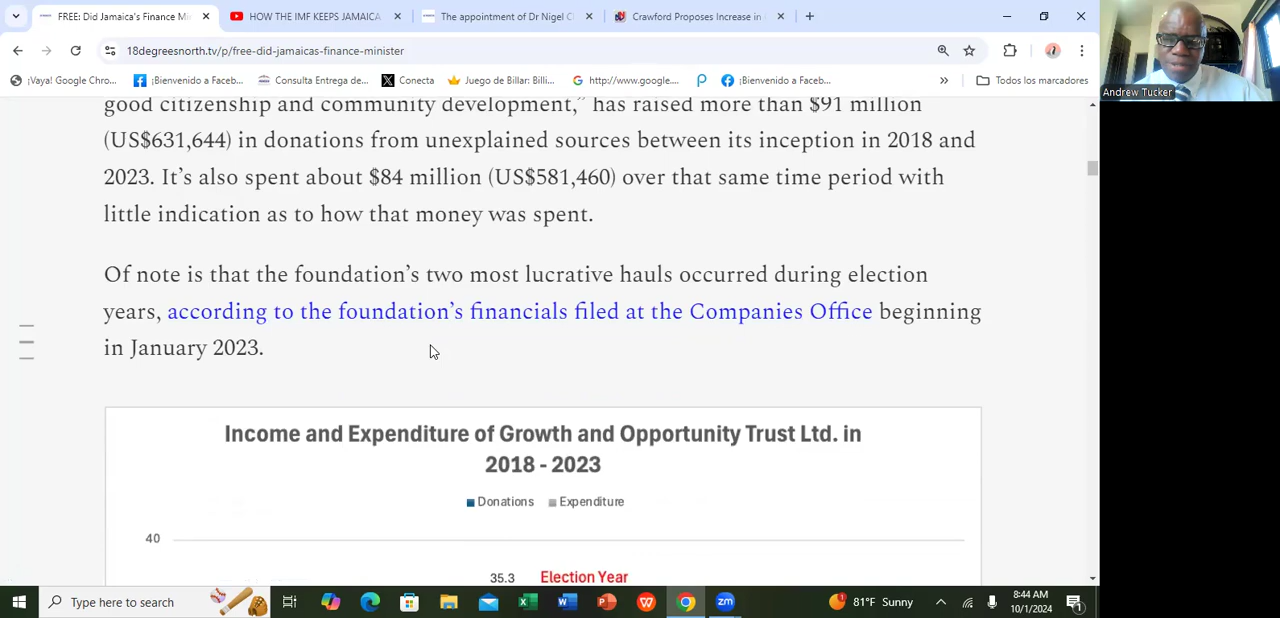 FREE: Did Jamaica's Finance Mi
HOW THE IMF KEEPS JAMAICA
The appointment of Dr Nigel C
Crawford Proposes Increase in
18degreesnorth.tv/p/free-did-jamaicas-finance-minister
¡Vaya! Google Chro...
¡Bienvenido a Faceb...
Consulta Entrega de...
Conecta
Juego de Billar: Billi...
http://www.google....
¡Bienvenido a Faceb...
»
Todos los marcadores
Andrew Tucker
good citizenship and community development,” has raised more than $91 million
(US$631,644) in donations from unexplained sources between its inception in 2018 and
2023. It’s also spent about $84 million (US$581,460) over that same time period with
little indication as to how that money was spent.
Of note is that the foundation’s two most lucrative hauls occurred during election
years, according to the foundation’s financials filed at the Companies Office beginning
in January 2023.
Income and Expenditure of Growth and Opportunity Trust Ltd. in
2018 - 2023
Donations Expenditure
40
35.3 Election Year
Type here to search
81°F Sunny
8:44 AM
10/1/2024